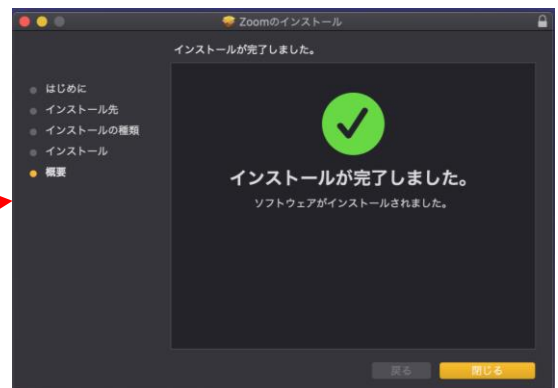 Zoomのインストール
インストールが完了しました。
はじめに
インストール先
インストールの種類
インストール
概要
インストールが完了しました。
ソフトウェアがインストールされました。
戻る
閉じる